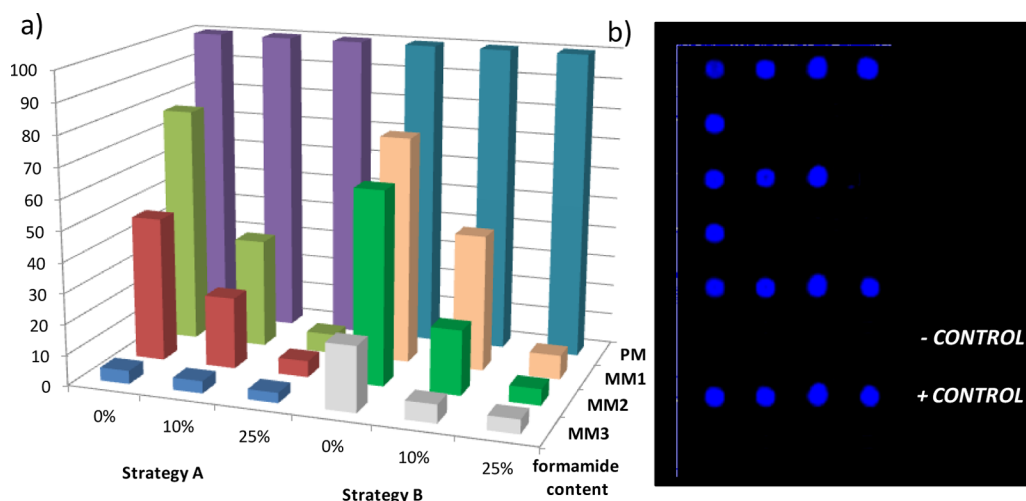 a)
b)
100
90
80
70
60
50
40
30
20
10
0
0%
10%
25%
0%
10%
25%
Strategy A
Strategy B
formamide
content
PM
MM1
MM2
MM3
- CONTROL
+ CONTROL